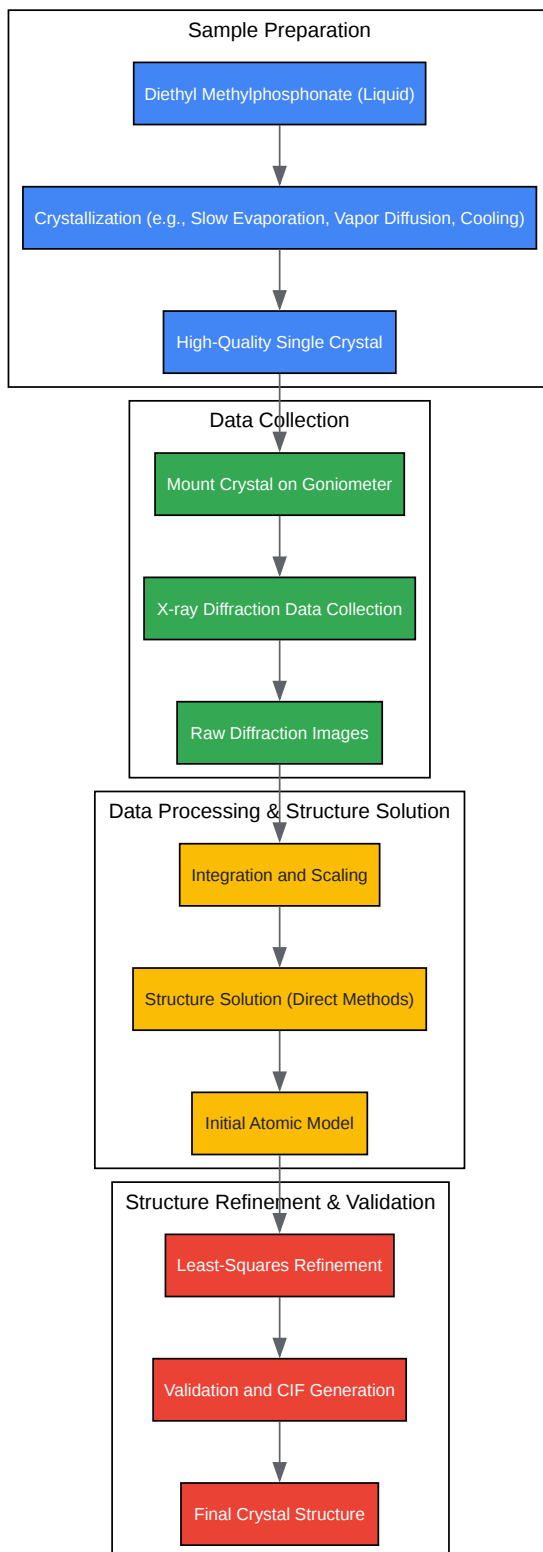 Sample Preparation
Diethyl Methylphosphonate (Liquid)
Crystallization (e.g., Slow Evaporation, Vapor Diffusion, Cooling)
High-Quality Single Crystal
Data Collection
Mount Crystal on Goniometer
X-ray Diffraction Data Collection
Raw Diffraction Images
Data Processing & Structure Solution
Integration and Scaling
Structure Solution (Direct Methods)
Initial Atomic Model
Structure Refinement & Validation
Least-Squares Refinement
Validation and CIF Generation
Final Crystal Structure